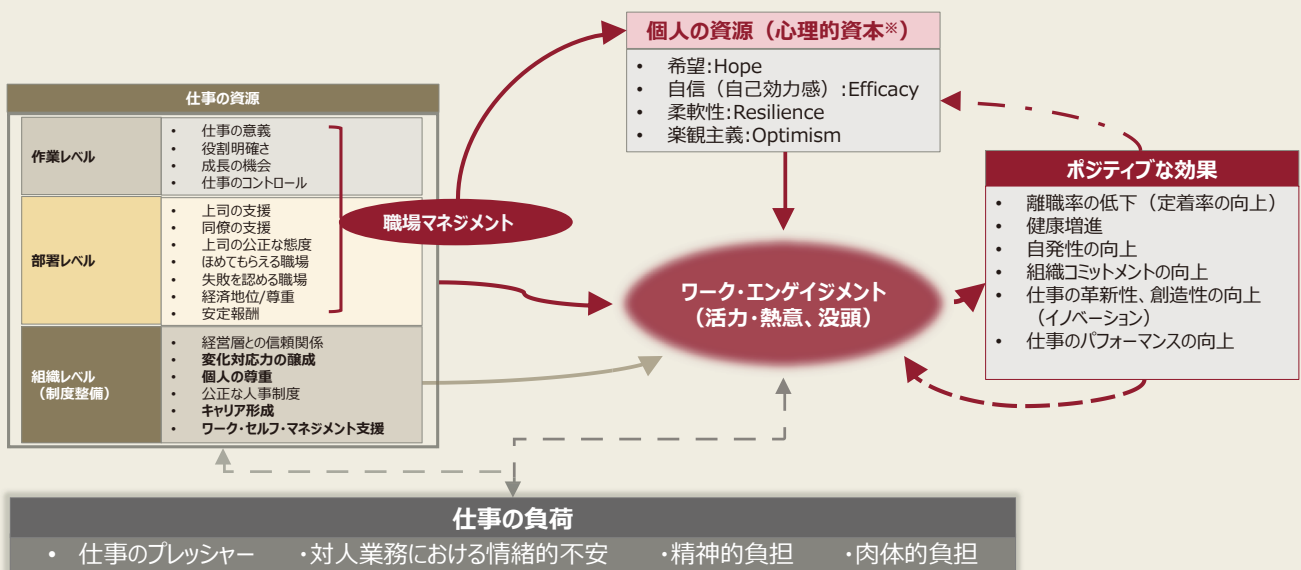 個人の資源（心理的資本※）
• 希望:Hope
• 自信（自己効力感）:Efficacy
• 柔軟性:Resilience
• 楽観主義:Optimism
仕事の資源
作業レベル
• 仕事の意義
• 役割明確さ
• 成長の機会
• 仕事のコントロール
部署レベル
• 上司の支援
• 同僚の支援
• 上司の公正な態度
• ほめてもらえる職場
• 失敗を認める職場
• 経済地位/尊重
• 安定報酬
組織レベル
（制度整備）
• 経営層との信頼関係
• 変化対応力の醸成
• 個人の尊重
• 公正な人事制度
• キャリア形成
• ワーク・セルフ・マネジメント支援
職場マネジメント
ワーク・エンゲイジメント
（活力・熱意、没頭）
ポジティブな効果
• 離職率の低下（定着率の向上）
• 健康増進
• 自発性の向上
• 組織コミットメントの向上
• 仕事の革新性、創造性の向上
（イノベーション）
• 仕事のパフォーマンスの向上
仕事の負荷
• 仕事のプレッシャー ・対人業務における情緒的不安 ・精神的負担 ・肉体的負担